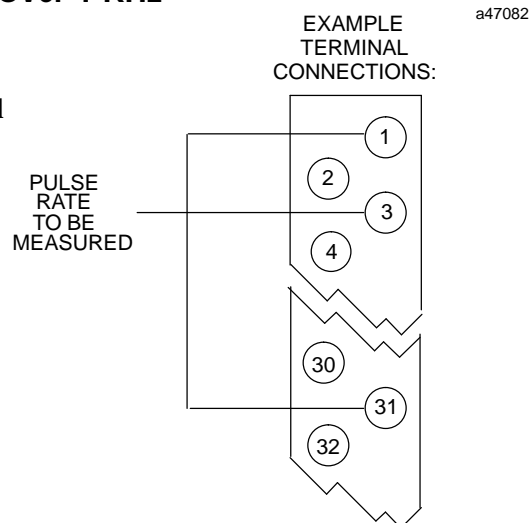 a47082
EXAMPLE
TERMINAL
CONNECTIONS:
1
2
PULSE
RATE
TO BE
MEASURED
3
4
30
31
32